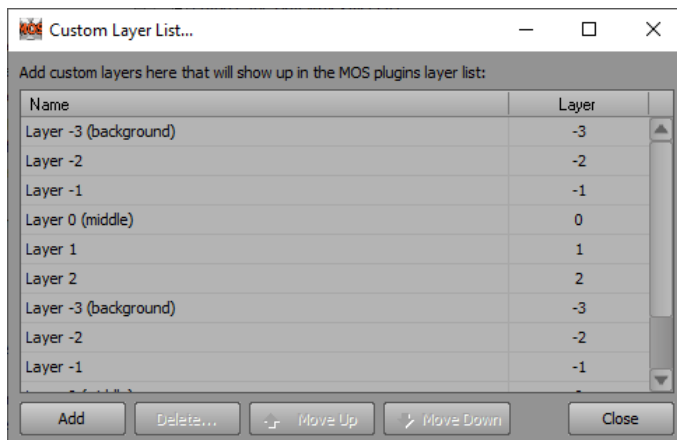 Custom Layer List...
Add custom layers here that will show up in the MOS plugins layer list:
Name Layer
Layer -3 (background) -3
Layer -2 -2
Layer -1 -1
Layer 0 (middle) 0
Layer 1 1
Layer 2 2
Layer -3 (background) -3
Layer -2 -2
Layer -1 -1
Add Delete... Move Up Move Down Close